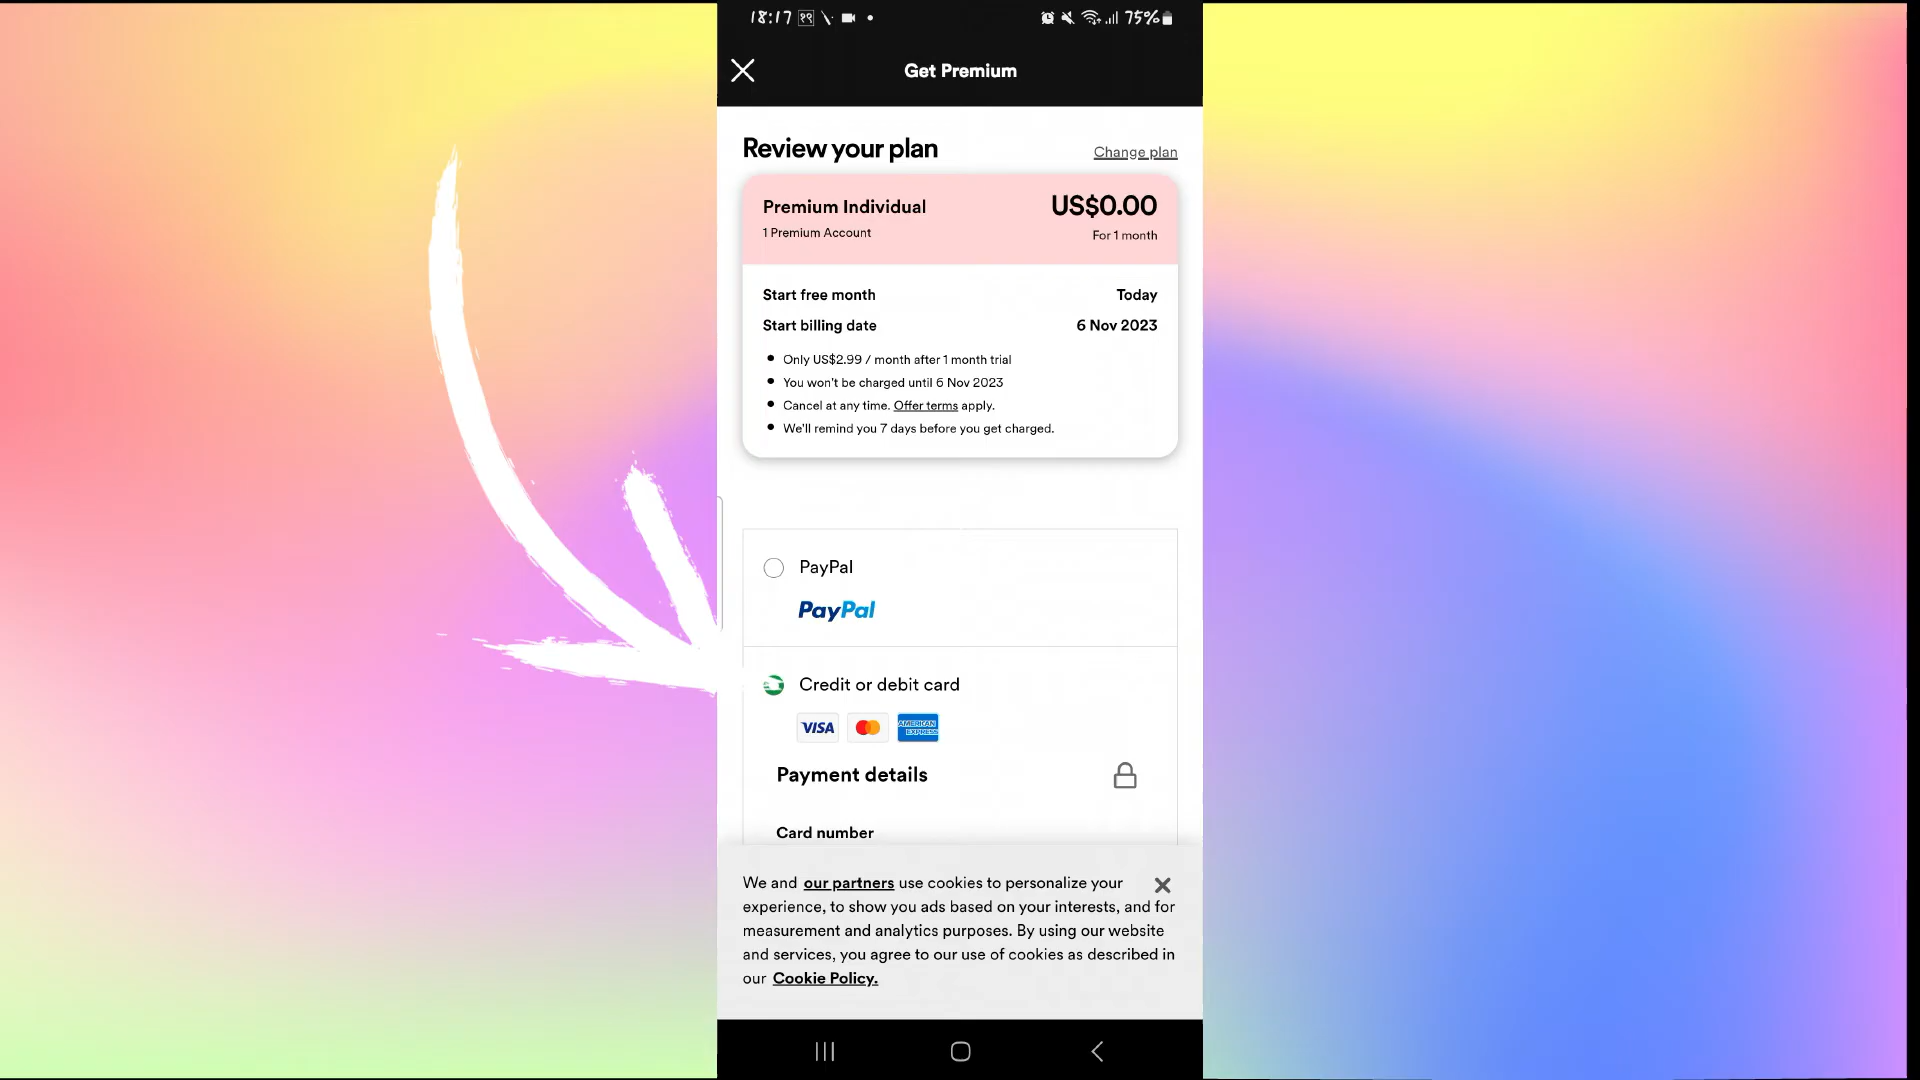 18:17 ११ 75%
Get Premium
Review your plan Change plan
Premium Individual US$0.00
1 Premium Account For 1 month
Start free month Today
Start billing date 6 Nov 2023
Only US$2.99 / month after 1 month trial
You won't be charged until 6 Nov 2023
Cancel at any time. Offer terms apply.
We'll remind you 7 days before you get charged.
PayPal
PayPal
Credit or debit card
VISA AMERICAN EXPRESS
Payment details
Card number
We and our partners use cookies to personalize your
experience, to show you ads based on your interests, and for
measurement and analytics purposes. By using our website
and services, you agree to our use of cookies as described in
our Cookie Policy.